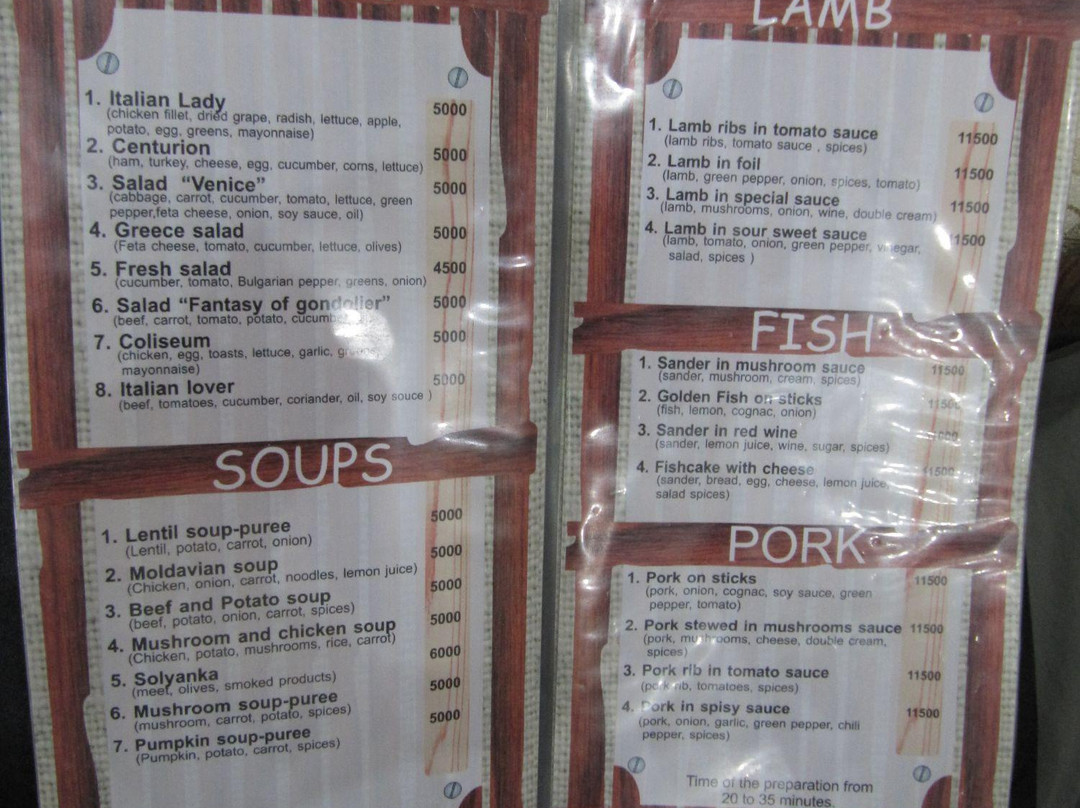 1. Italian Lady 5000
(chicken fillet, dried grape, radish, lettuce, apple,
potato, egg, greens, mayonnaise)
2. Centurion 5000
(ham, turkey, cheese, egg, cucumber, corns, lettuce)
3. Salad "Venice" 5000
(cabbage, carrot, cucumber, tomato, lettuce, green
pepper,feta cheese, onion, soy sauce, oil)
4. Greece salad 5000
(Feta cheese, tomato, cucumber, lettuce, olives)
5. Fresh salad 4500
(cucumber, tomato, Bulgarian pepper, greens, onion)
6. Salad "Fantasy of gondolier" 5000
(beef, carrot, tomato, potato,
7. Coliseum 5000
(chicken, egg, toasts, lettuce, garlic,
mayonnaise)
8. Italian lover 5000
(beef, tomatoes, cucumber, coriander, oil, soy souce )
SOUPS
1. Lentil soup-puree 5000
(Lentil, potato, carrot, onion)
2. Moldavian soup 5000
(Chicken, onion, carrot, noodles, lemon juice)
3. Beef and Potato soup 5000
(beef, potato, onion, carrot, spices)
4. Mushroom and chicken soup 5000
(Chicken, potato, mushrooms, rice, carrot)
5. Solyanka 6000
(meet, olives, smoked products)
6. Mushroom soup-puree 5000
(mushroom, carrot, potato, spices)
7. Pumpkin soup-puree 5000
(Pumpkin, potato, carrot, spices)
LAMB
1. Lamb ribs in tomato sauce 11500
(lamb ribs, tomato sauce , spices)
2. Lamb in foil 11500
(lamb, green pepper, onion, spices, tomato)
3. Lamb in special sauce 11500
(lamb, mushrooms, onion, wine, double cream)
4. Lamb in sour sweet sauce 11500
(lamb, tomato, onion, green pepper, vinegar,
salad, spices )
FISH
1. Sander in mushroom sauce 11500
(sander, mushroom, cream, spices)
2. Golden Fish on sticks
(fish, lemon, cognac, onion)
3. Sander in red wine
(sander, lemon juice, wine, sugar, spices)
4. Fishcake with cheese 11500
(sander, bread, egg, cheese, lemon juice
salad spices)
PORK
1. Pork on sticks 11500
(pork, onion, cognac, soy sauce, green
pepper, tomato)
2. Pork stewed in mushrooms sauce 11500
(pork, mushrooms, cheese, double cream,
spices)
3. Pork rib in tomato sauce 11500
(pork rib, tomatoes, spices)
4. Pork in spisy sauce 11500
(pork, onion, garlic, green pepper, chili
pepper, spices)
Time of the preparation from
20 to 35 minutes.